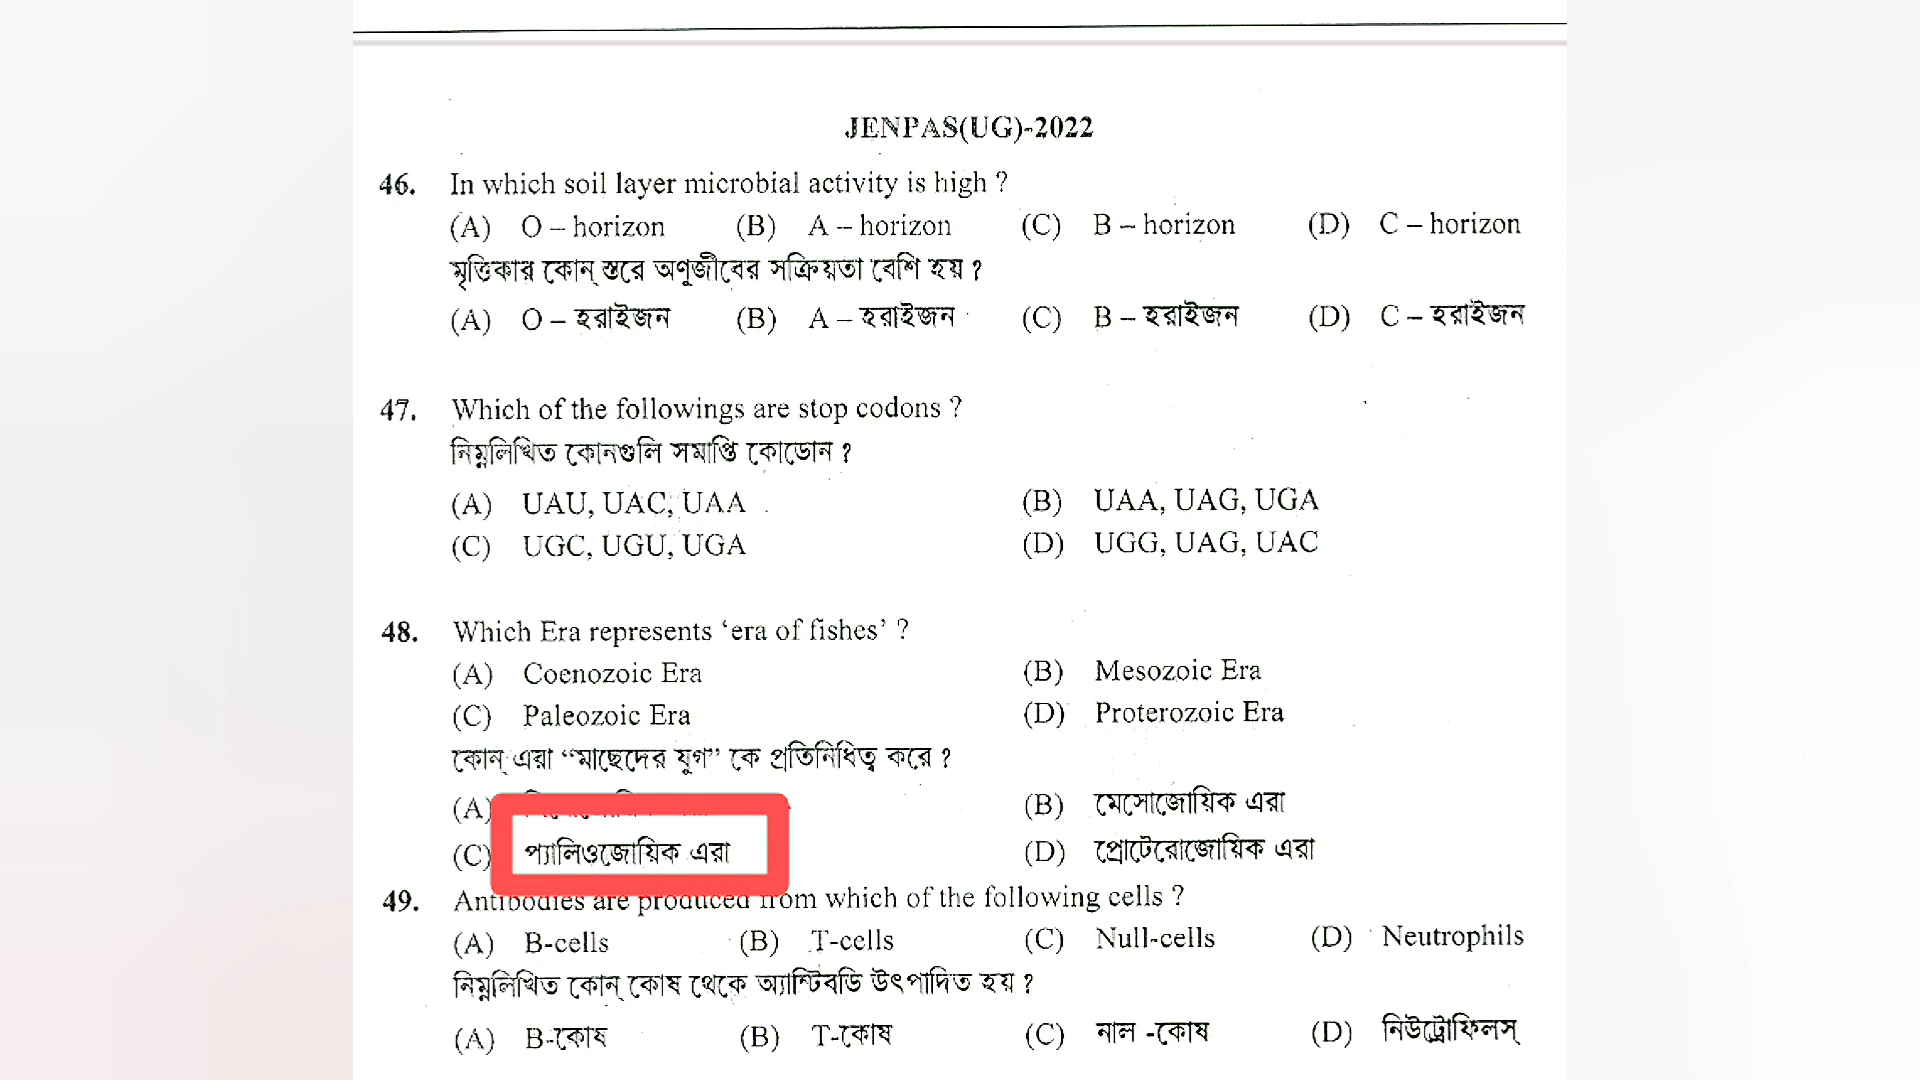 JENPAS(UG)-2022
46. In which soil layer microbial activity is high ?
(A) O – horizon (B) A – horizon (C) B – horizon (D) C – horizon
মৃত্তিকার কোন্ স্তরে অণুজীবের সক্রিয়তা বেশি হয় ?
(A) O – হরাইজন (B) A – হরাইজন (C) B – হরাইজন (D) C – হরাইজন
47. Which of the followings are stop codons ?
নিম্নলিখিত কোনগুলি সমাপ্তি কোডোন ?
(A) UAU, UAC, UAA (B) UAA, UAG, UGA
(C) UGC, UGU, UGA (D) UGG, UAG, UAC
48. Which Era represents ‘era of fishes’ ?
(A) Coenozoic Era (B) Mesozoic Era
(C) Paleozoic Era (D) Proterozoic Era
কোন্ এরা “মাছেদের যুগ” কে প্রতিনিধিত্ব করে ?
(A) (B) মেসোজোয়িক এরা
(C) প্যালিওজোয়িক এরা (D) প্রোটেরোজোয়িক এরা
49. Antibodies are produced from which of the following cells ?
(A) B-cells (B) T-cells (C) Null-cells (D) Neutrophils
নিম্নলিখিত কোন্ কোষ থেকে অ্যান্টিবডি উৎপাদিত হয় ?
(A) B-কোষ (B) T-কোষ (C) নাল -কোষ (D) নিউট্রোফিলস্